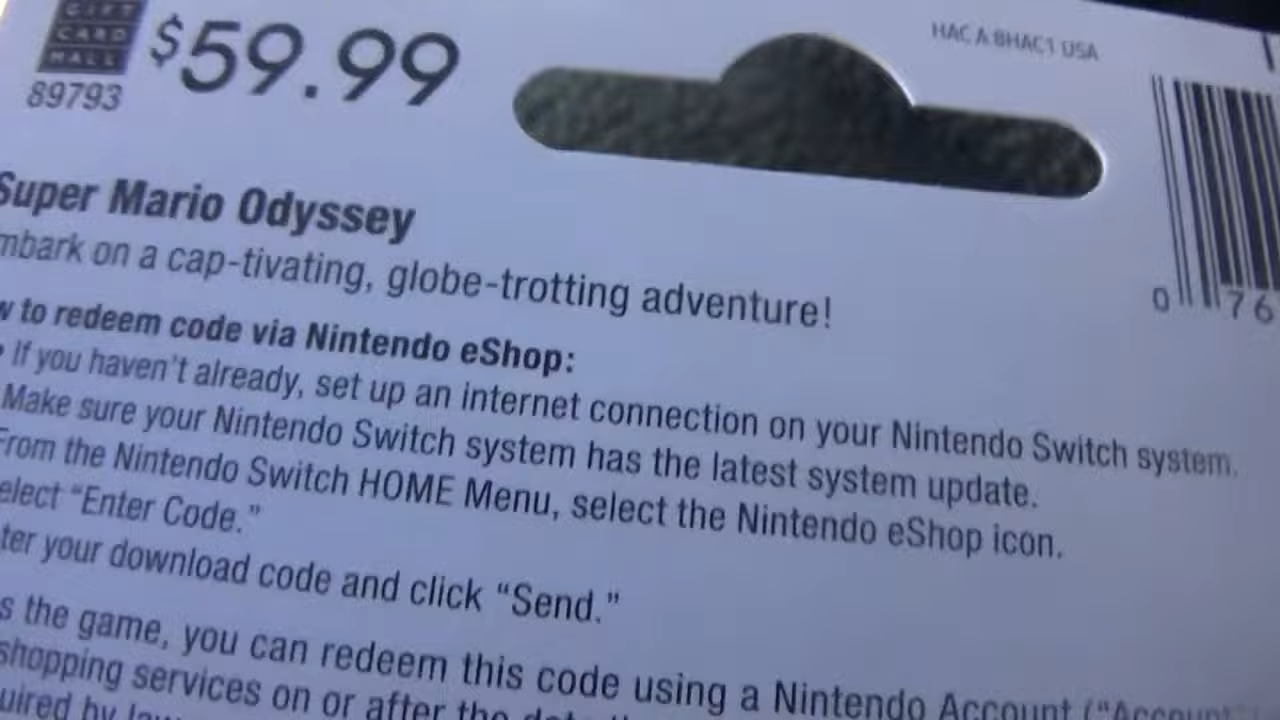 GIFT
CARD
MALL
89793
$59.99
HAC A BHAC1 USA
0 76
Super Mario Odyssey
mbark on a cap-tivating, globe-trotting adventure!
w to redeem code via Nintendo eShop:
• If you haven't already, set up an internet connection on your Nintendo Switch system.
Make sure your Nintendo Switch system has the latest system update.
From the Nintendo Switch HOME Menu, select the Nintendo eShop icon.
elect “Enter Code.”
ter your download code and click “Send.”
s the game, you can redeem this code using a Nintendo Account (“Account”
shopping services on or after the
uired by law